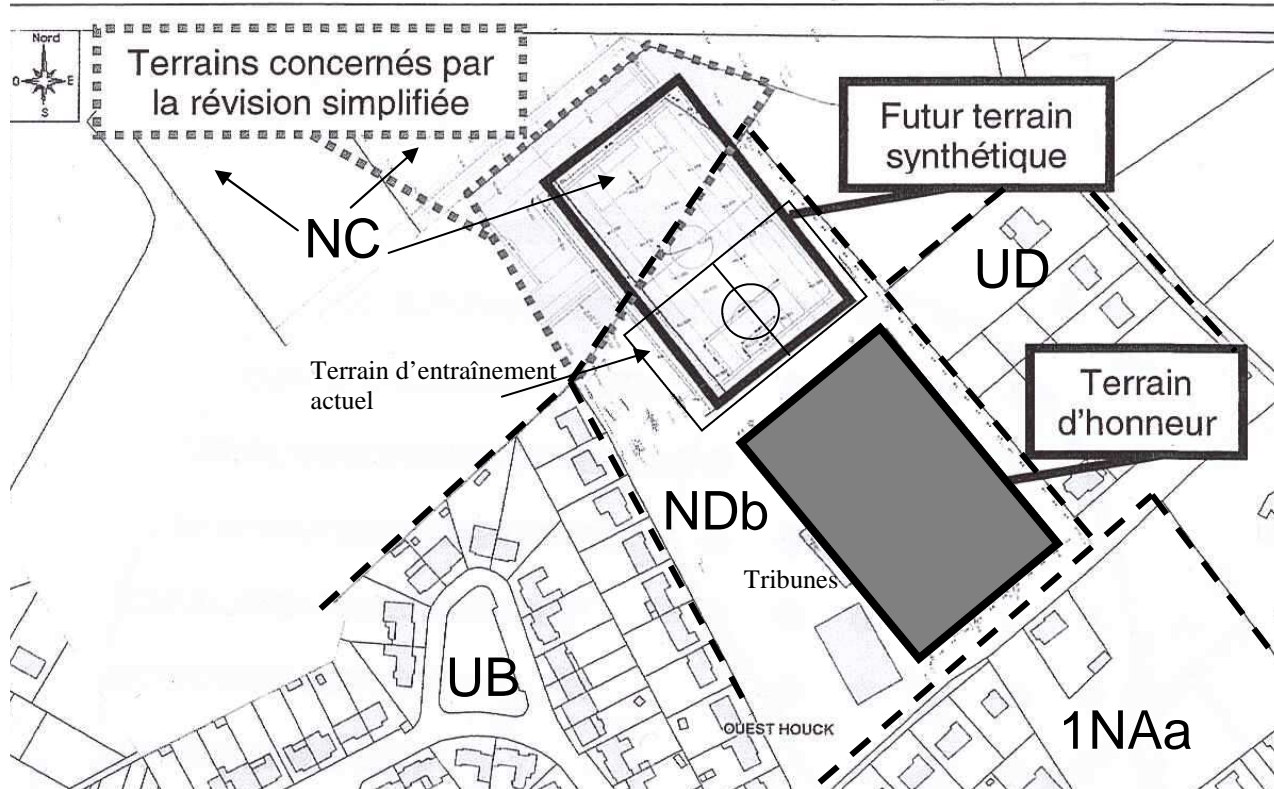 Nord
O
E
S
Terrains concernés par
la révision simplifiée
Futur terrain
synthétique
NC
UD
Terrain d’entraînement
actuel
Terrain
d'honneur
NDb
Tribunes
UB
OUEST HOUCK
1NAa